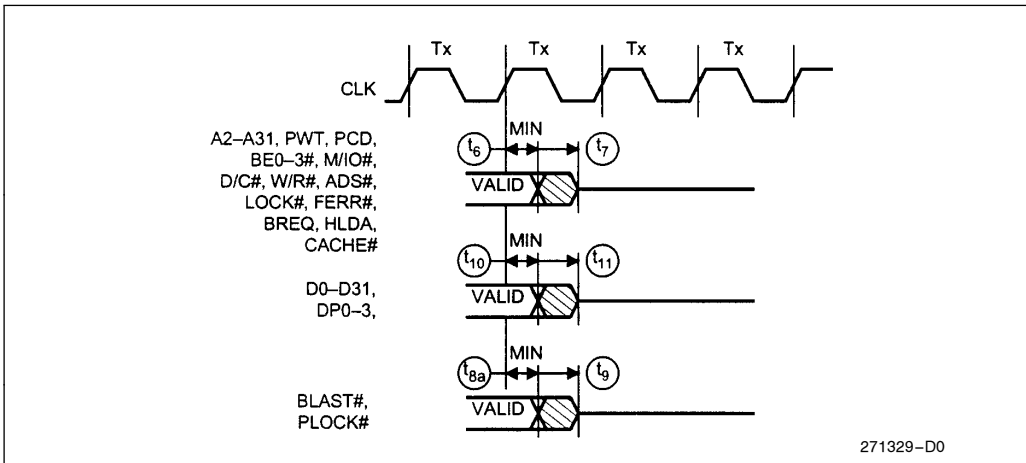 Tx Tx Tx Tx
CLK
A2–A31, PWT, PCD,
BE0–3#, M/IO#,
D/C#, W/R#, ADS#,
LOCK#, FERR#,
BREQ, HLDA,
CACHE#
t6 MIN t7
VALID
D0–D31,
DP0–3,
t10 MIN t11
VALID
BLAST#,
PLOCK#
t8a MIN t9
VALID
271329–D0